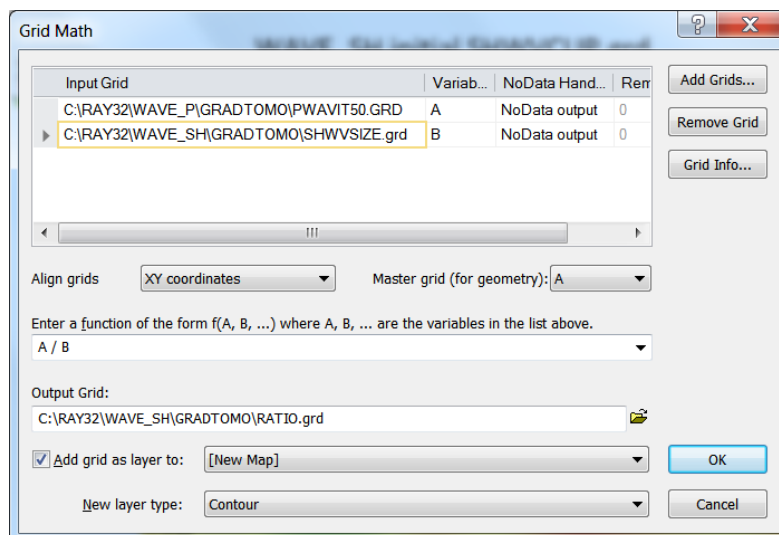 Grid Math
Input Grid Variab... NoData Hand... Rem
C:\RAY32\WAVE_P\GRADTOMO\PWAVIT50.GRD A NoData output 0
C:\RAY32\WAVE_SH\GRADTOMO\SHWVSIZE.grd B NoData output 0
Add Grids...
Remove Grid
Grid Info...
Align grids XY coordinates Master grid (for geometry): A
Enter a function of the form f(A, B, ...) where A, B, ... are the variables in the list above.
A / B
Output Grid:
C:\RAY32\WAVE_SH\GRADTOMO\RATIO.grd
Add grid as layer to: [New Map] OK
New layer type: Contour Cancel